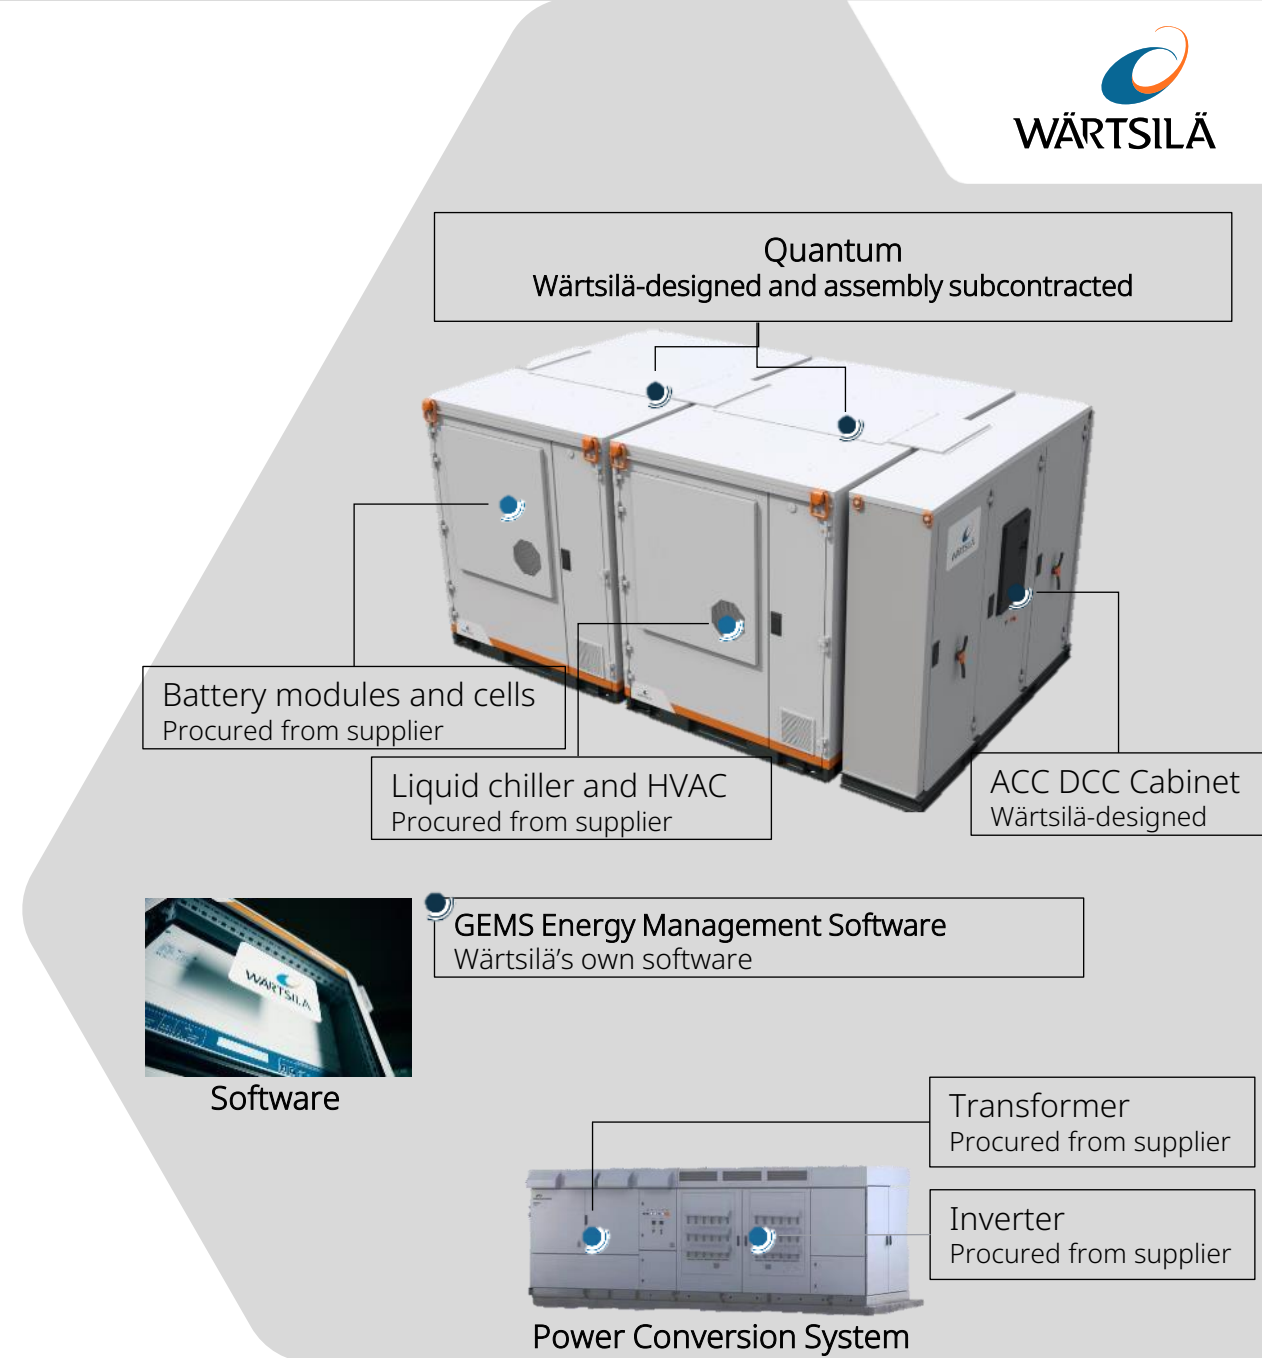 WÄRTSILÄ
Quantum
Wärtsilä-designed and assembly subcontracted
WÄRTSILÄ
Battery modules and cells
Procured from supplier
Liquid chiller and HVAC
Procured from supplier
ACC DCC Cabinet
Wärtsilä-designed
WÄRTSILÄ
GEMS Energy Management Software
Wärtsilä's own software
Software
Transformer
Procured from supplier
Inverter
Procured from supplier
Power Conversion System